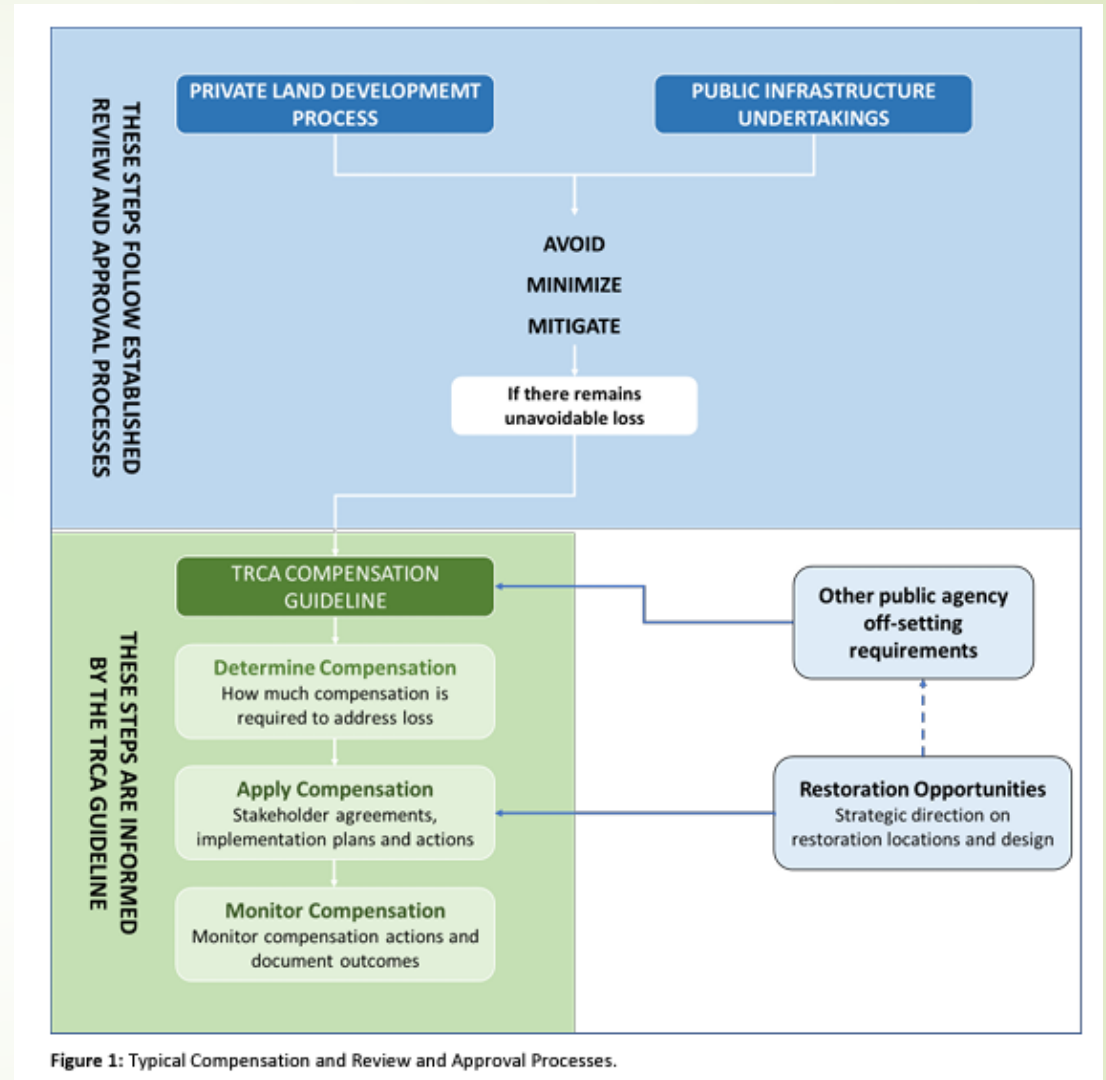 THESE STEPS FOLLOW ESTABLISHED
REVIEW AND APPROVAL PROCESSES
PRIVATE LAND DEVELOPEMT
PROCESS
PUBLIC INFRASTRUCTURE
UNDERTAKINGS
AVOID
MINIMIZE
MITIGATE
If there remains
unavoidable loss
THESE STEPS ARE INFORMED
BY THE TRCA GUIDELINE
TRCA COMPENSATION
GUIDELINE
Determine Compensation
How much compensation is
required to address loss
Apply Compensation
Stakeholder agreements,
implementation plans and actions
Monitor Compensation
Monitor compensation actions and
document outcomes
Other public agency
off-setting
requirements
Restoration Opportunities
Strategic direction on
restoration locations and design
Figure 1: Typical Compensation and Review and Approval Processes.